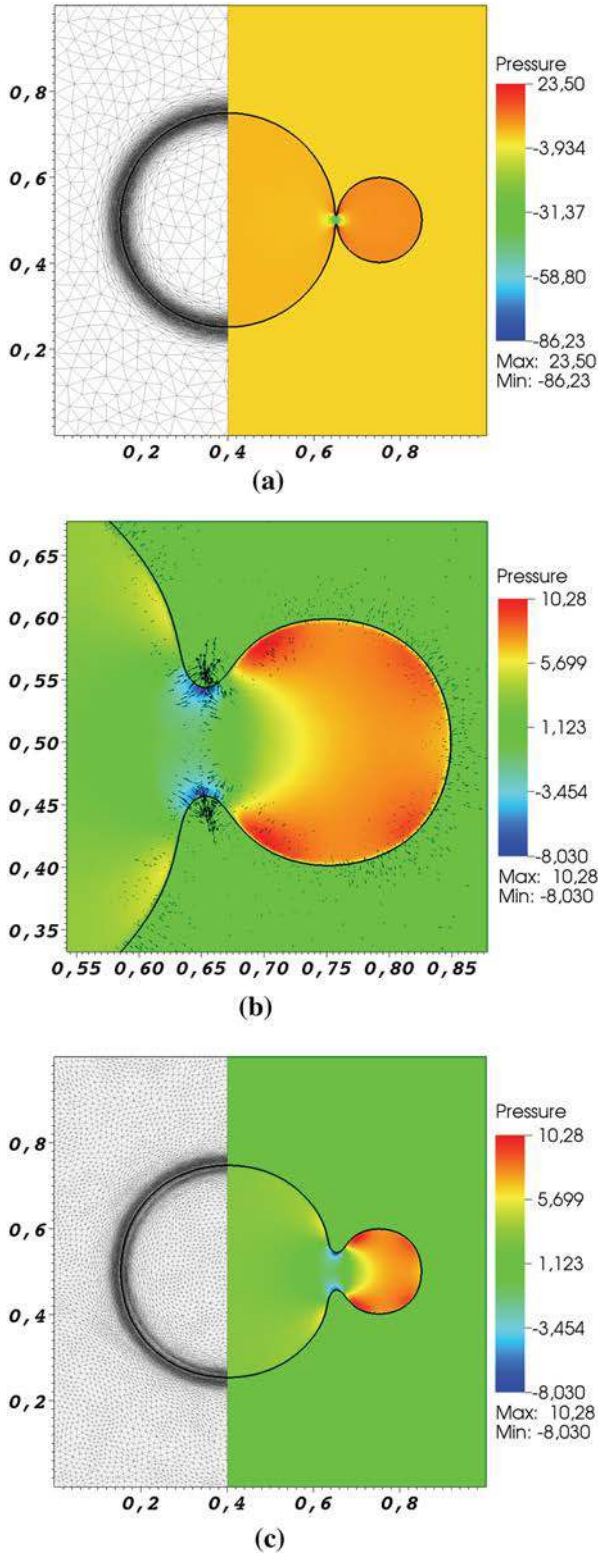 Pressure
23,50
0,8
-3,934
0,6
-31,37
0,4
-58,80
0,2
-86,23
Max: 23,50
Min: -86,23
0,2 0,4 0,6 0,8
(a)
Pressure
0,65
10,28
0,60
5,699
0,55
1,123
0,50
0,45
-3,454
0,40
-8,030
Max: 10,28
Min: -8,030
0,35
0,55 0,60 0,65 0,70 0,75 0,80 0,85
(b)
Pressure
10,28
0,8
5,699
0,6
1,123
0,4
-3,454
0,2
-8,030
Max: 10,28
Min: -8,030
0,2 0,4 0,6 0,8
(c)